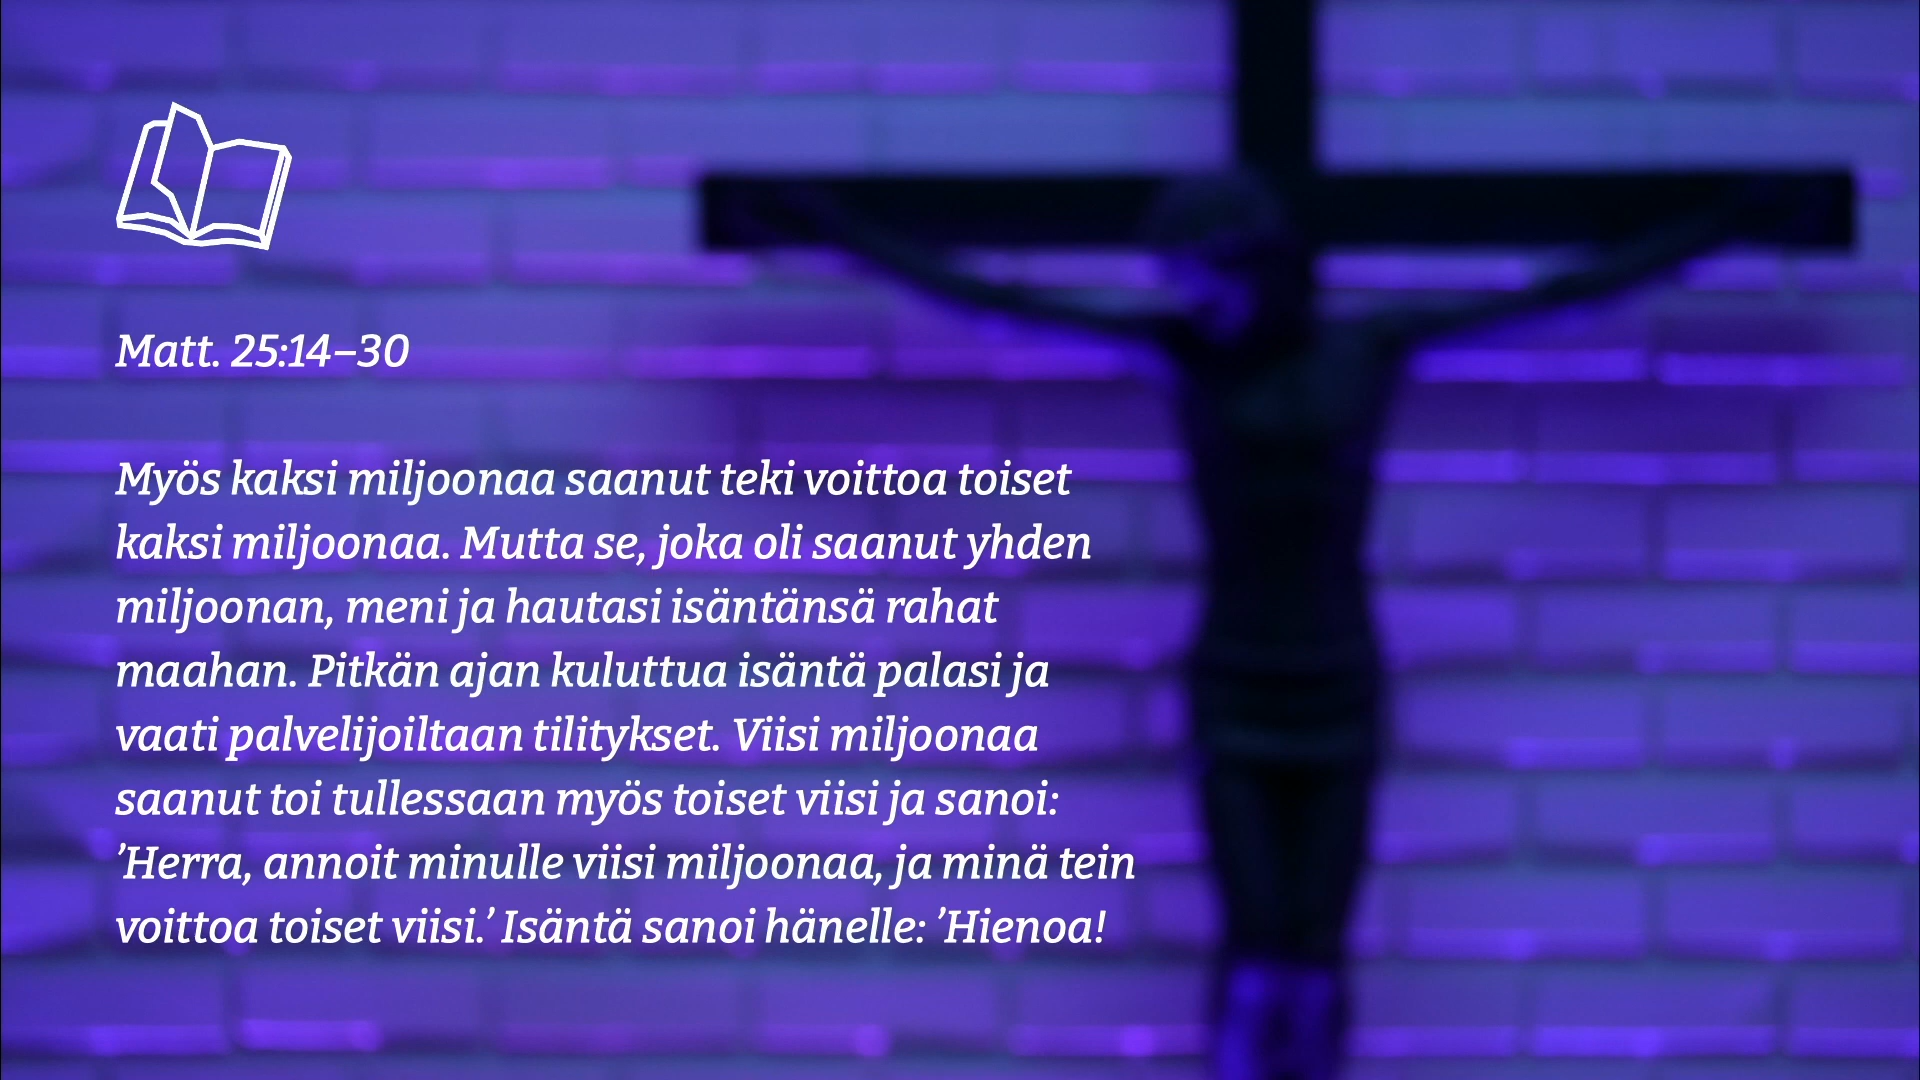 Matt. 25:14–30
Myös kaksi miljoonaa saanut teki voittoa toiset
kaksi miljoonaa. Mutta se, joka oli saanut yhden
miljoonan, meni ja hautasi isäntänsä rahat
maahan. Pitkän ajan kuluttua isäntä palasi ja
vaati palvelijoiltaan tilitykset. Viisi miljoonaa
saanut toi tullessaan myös toiset viisi ja sanoi:
’Herra, annoit minulle viisi miljoonaa, ja minä tein
voittoa toiset viisi.’ Isäntä sanoi hänelle: ’Hienoa!